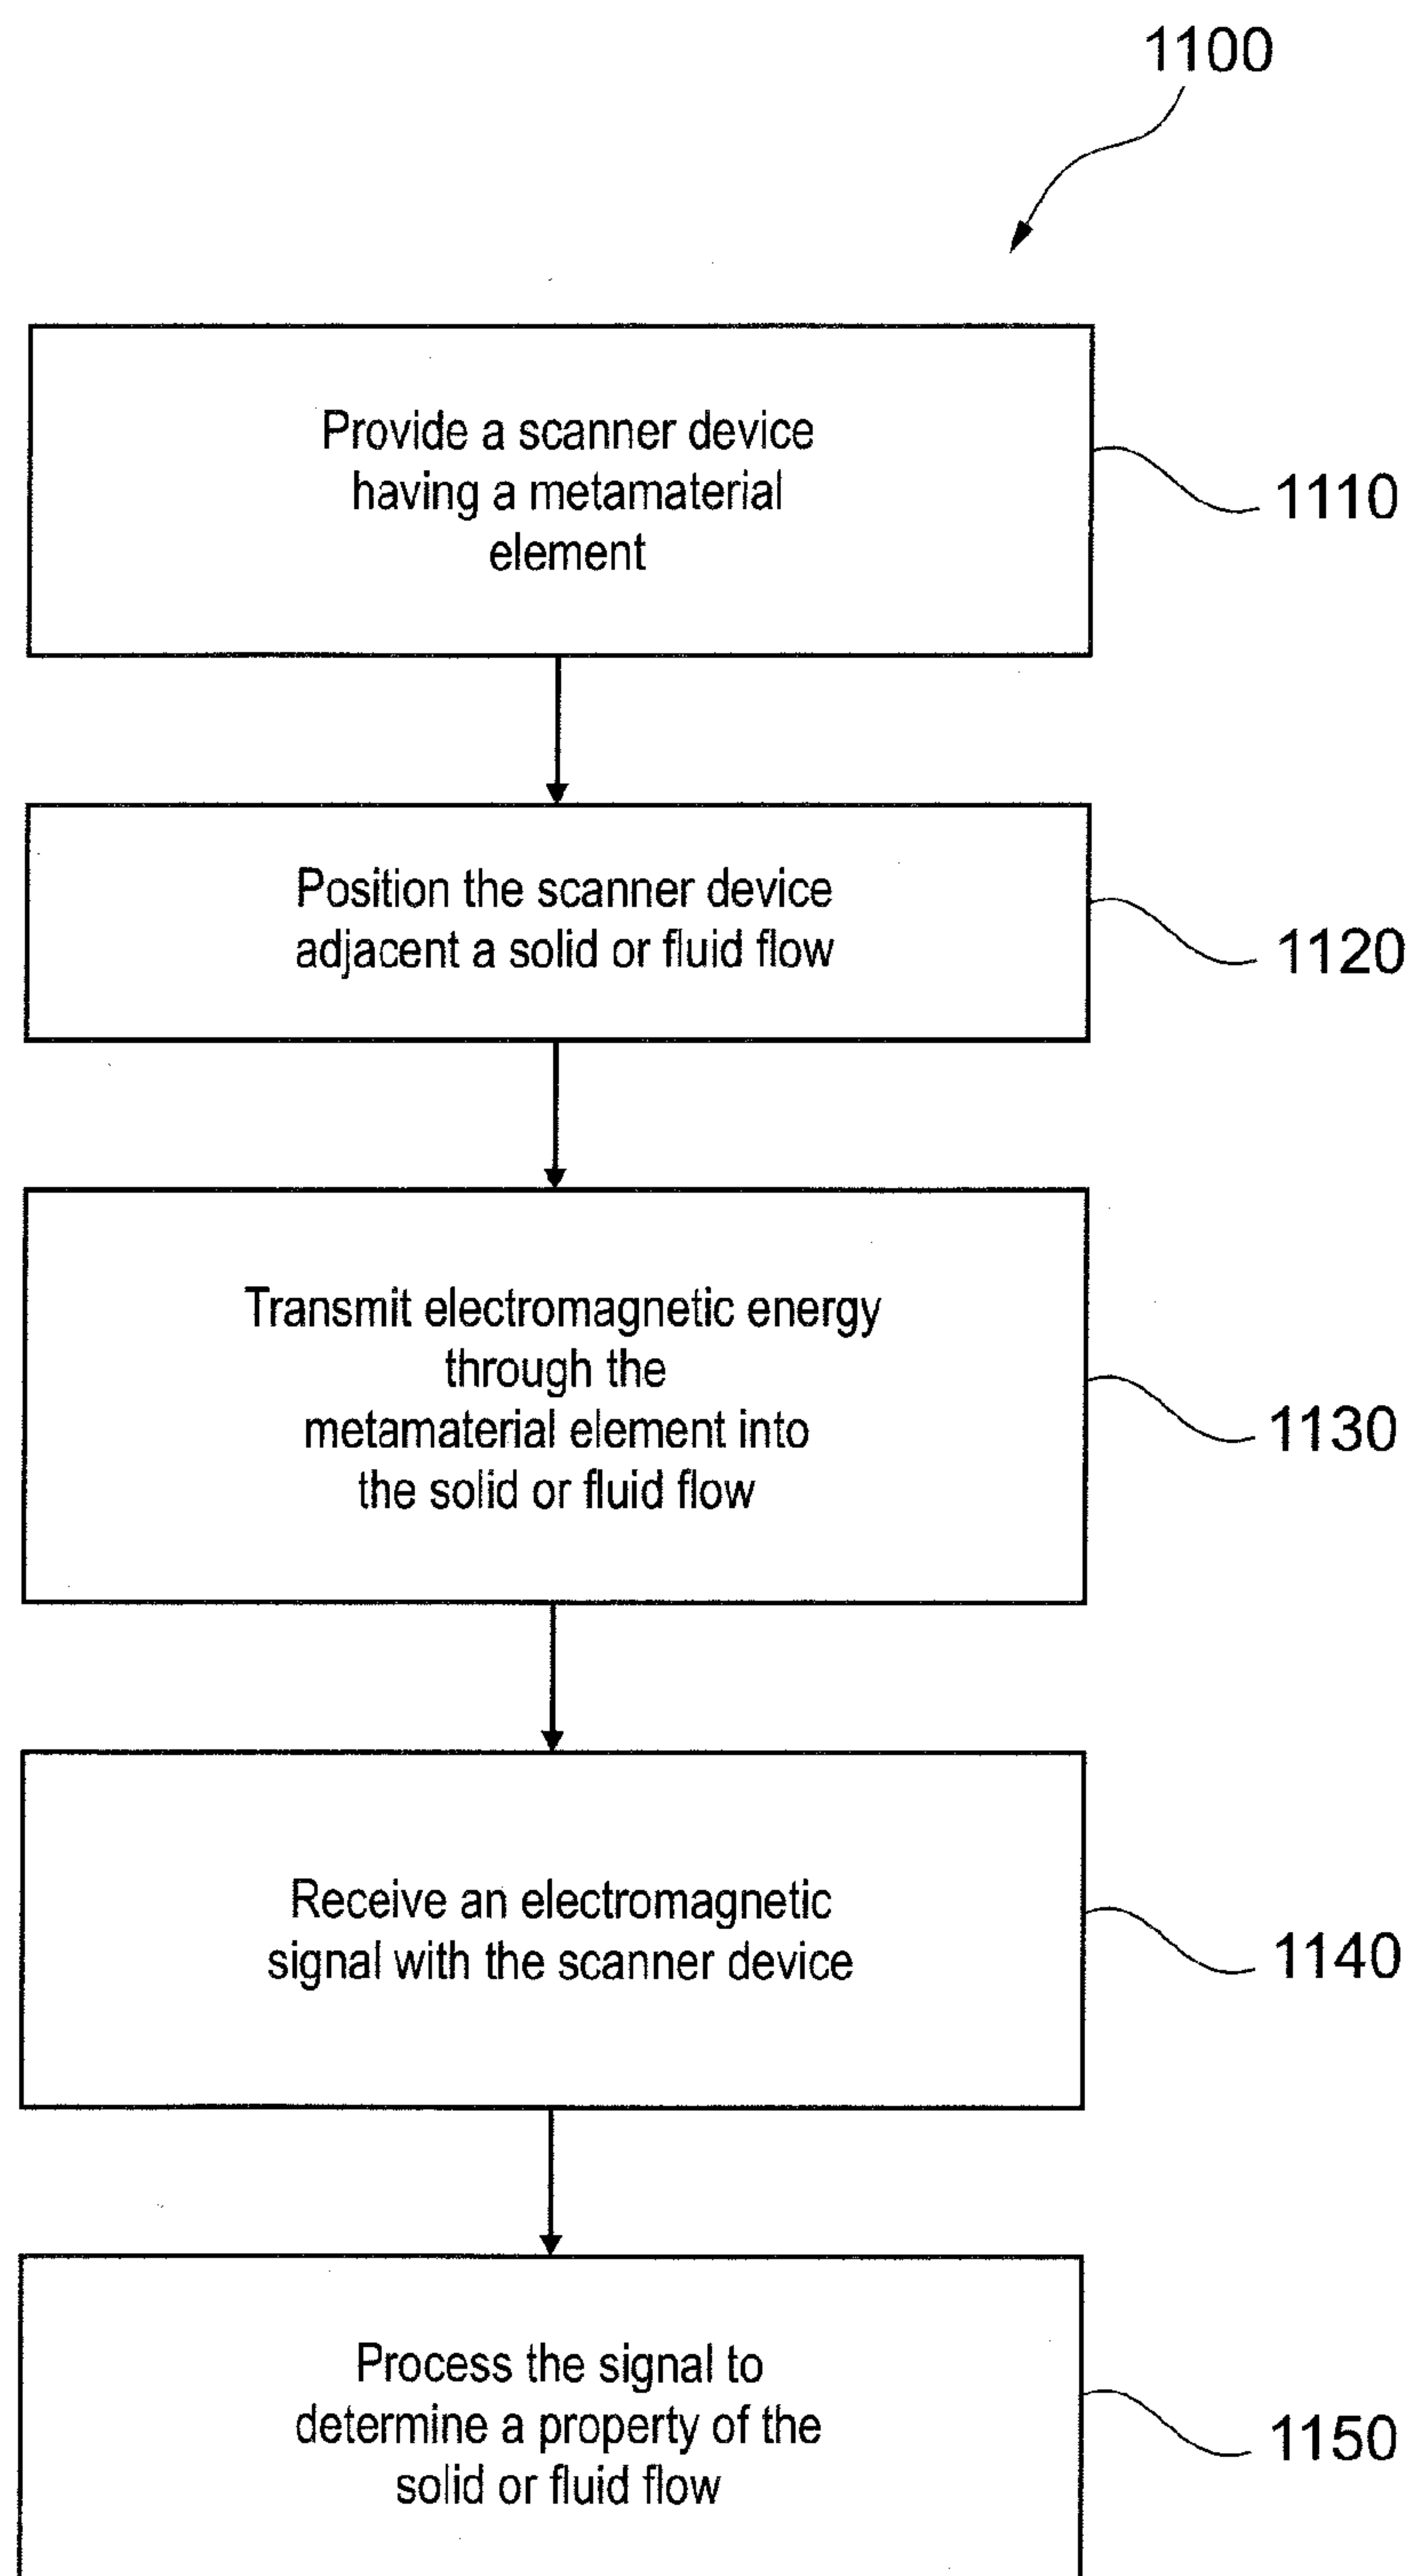 1100
Provide a scanner device
having a metamaterial
element
1110
Position the scanner device
adjacent a solid or fluid flow
1120
Transmit electromagnetic energy
through the
metamaterial element into
the solid or fluid flow
1130
Receive an electromagnetic
signal with the scanner device
1140
Process the signal to
determine a property of the
solid or fluid flow
1150